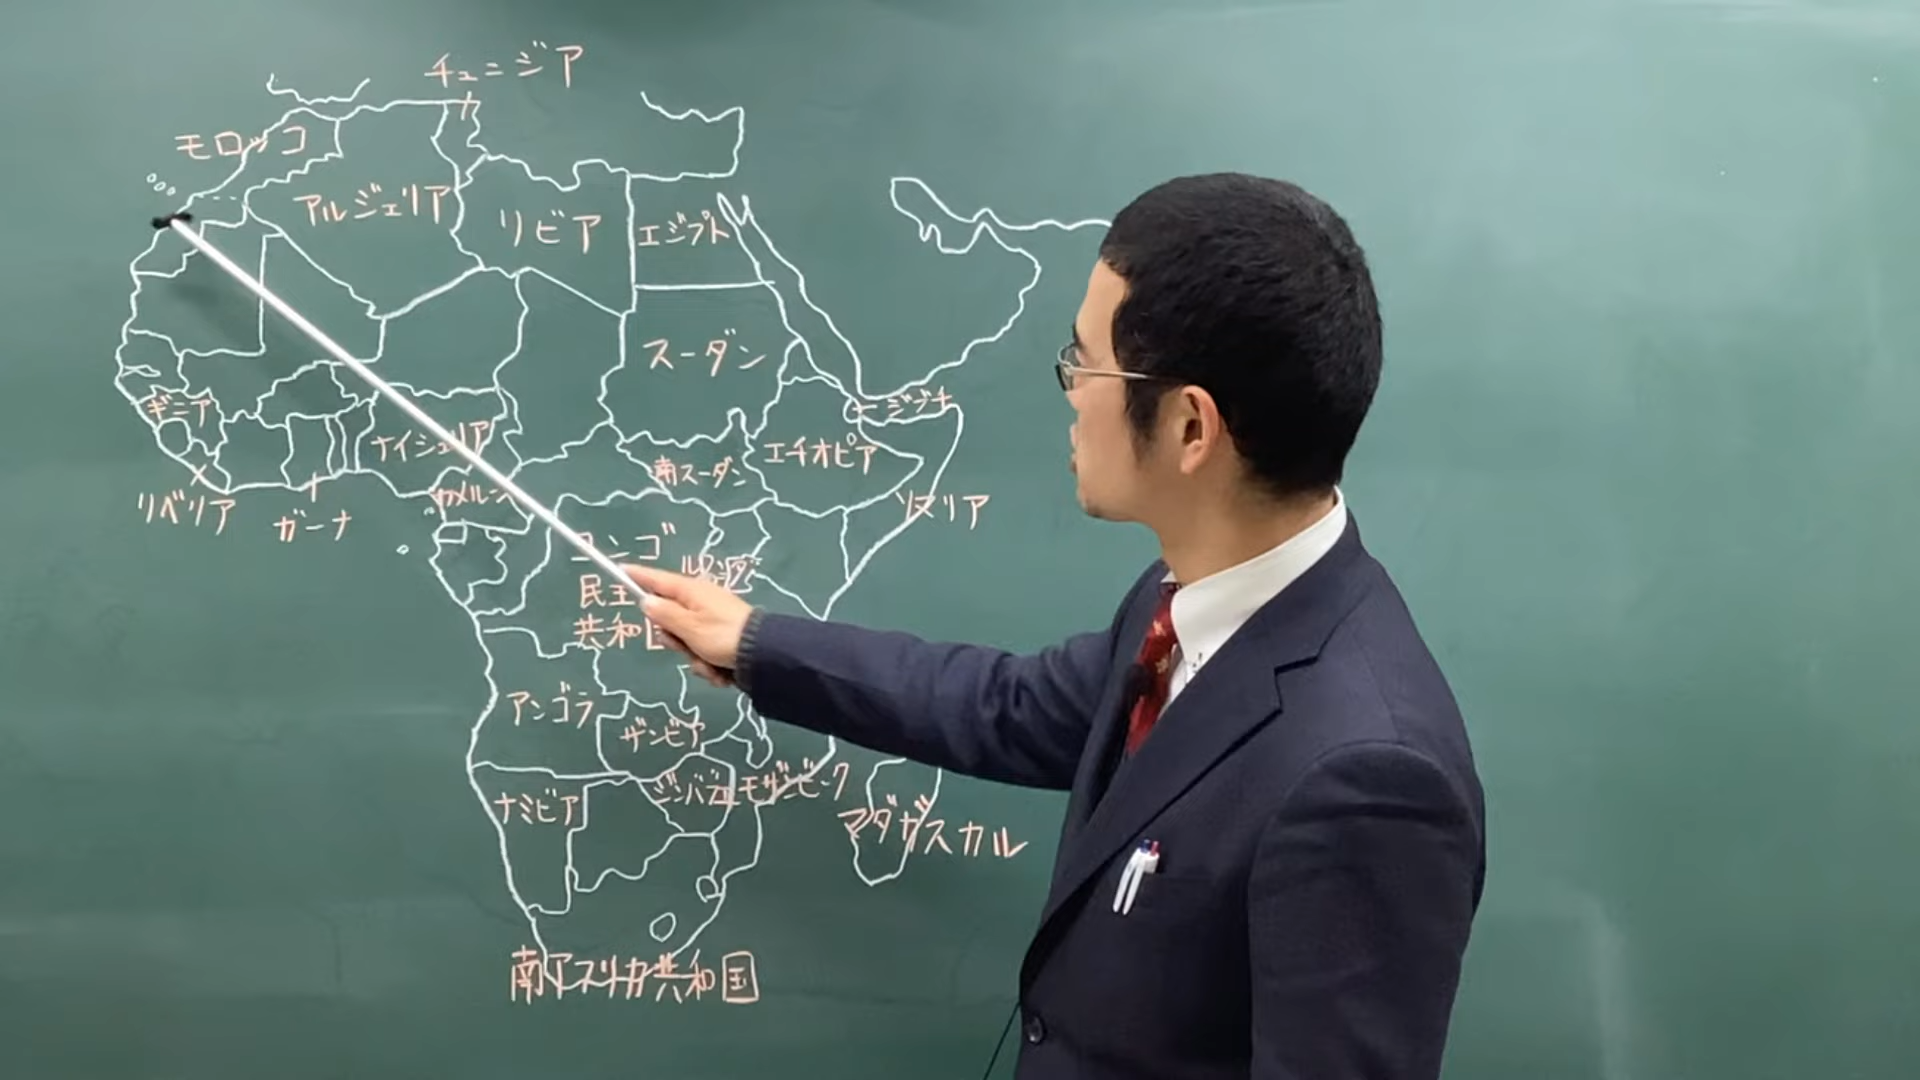 チュニジア
モロッコ
アルジェリア
リビア
エジプト
スーダン
ギニア
ジブチ
ナイジェリア
エチオピア
南スーダン
カメルーン
リベリア
ガーナ
ソマリア
コンゴ
民主
共和国
アンゴラ
ザンビア
ナミビア
ジンバブエ
モザンビーク
マダガスカル
南アフリカ共和国